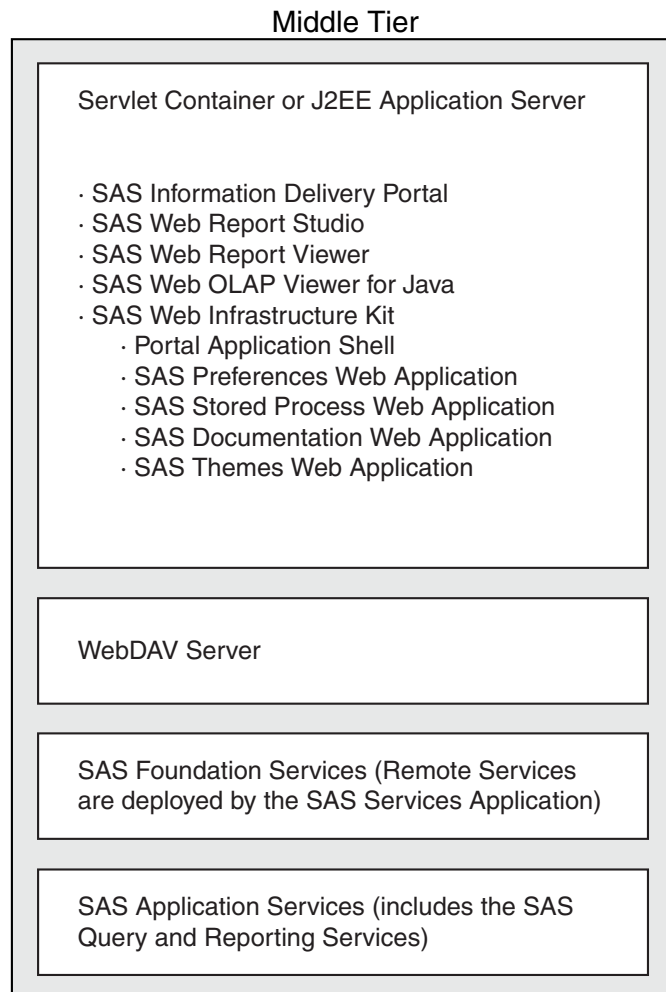 Middle Tier
Servlet Container or J2EE Application Server
· SAS Information Delivery Portal
· SAS Web Report Studio
· SAS Web Report Viewer
· SAS Web OLAP Viewer for Java
· SAS Web Infrastructure Kit
· Portal Application Shell
· SAS Preferences Web Application
· SAS Stored Process Web Application
· SAS Documentation Web Application
· SAS Themes Web Application
WebDAV Server
SAS Foundation Services (Remote Services
are deployed by the SAS Services Application)
SAS Application Services (includes the SAS
Query and Reporting Services)